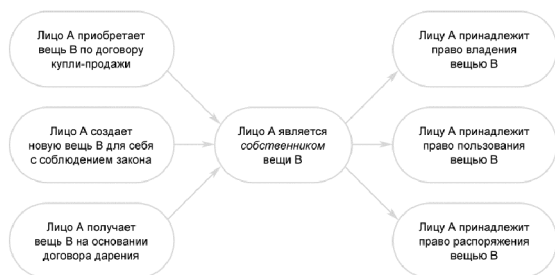 Лицо А приобретает
вещь В по договору
купли-продажи
Лицо А создает
новую вещь В для себя
с соблюдением закона
Лицо А получает
вещь В на основании
договора дарения
Лицо А является
собственником
вещи В
Лицу А принадлежит
право владения
вещью В
Лицу А принадлежит
право пользования
вещью В
Лицу А принадлежит
право распоряжения
вещью В